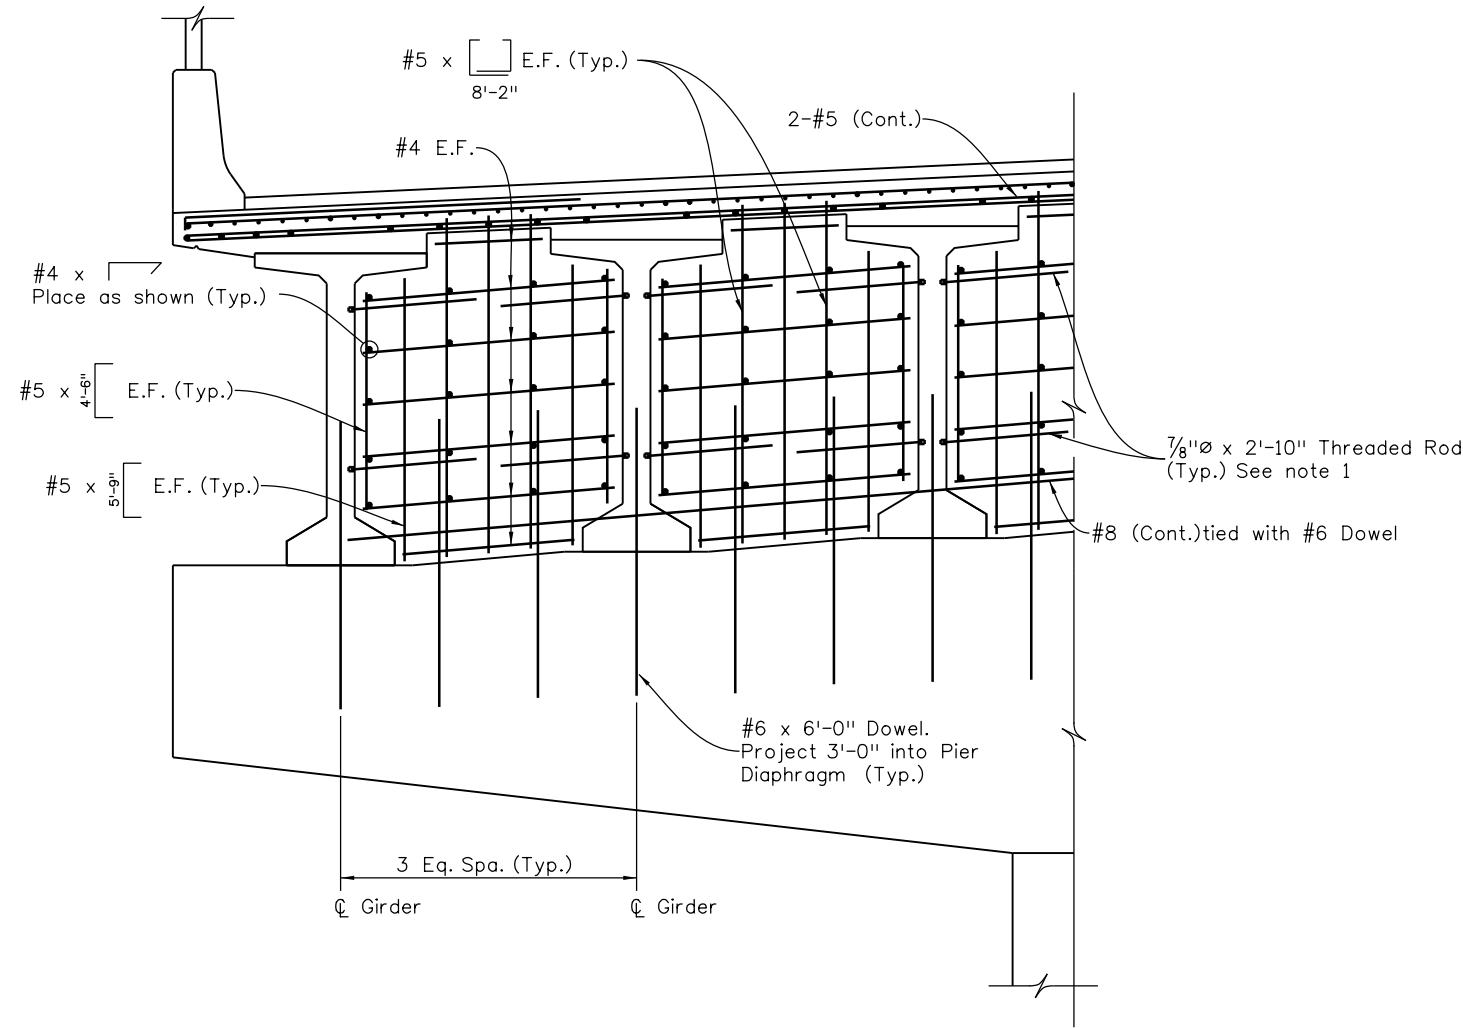 #5 x E.F. (Typ.)
8'-2"
2-#5 (Cont.)
#4 E.F.
#4 x
Place as shown (Typ.)
#5 x 4'-6" E.F. (Typ.)
#5 x 5'-9" E.F. (Typ.)
⅞"Ø x 2'-10" Threaded Rod
(Typ.) See note 1
#8 (Cont.)tied with #6 Dowel
#6 x 6'-0" Dowel.
Project 3'-0" into Pier
Diaphragm (Typ.)
3 Eq. Spa. (Typ.)
℄ Girder
℄ Girder